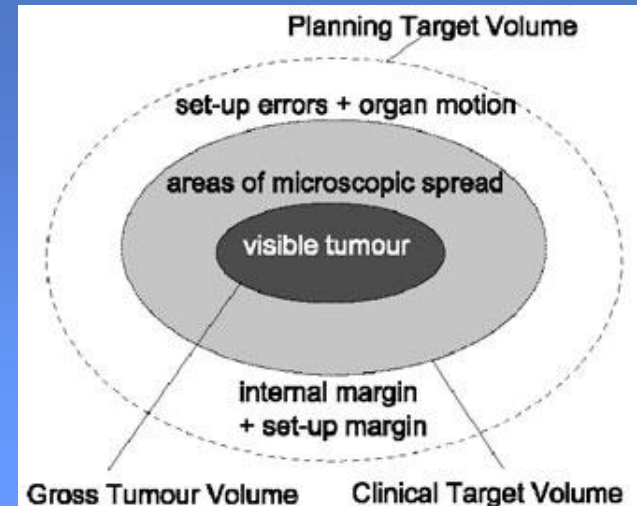 Planning Target Volume
set-up errors + organ motion
areas of microscopic spread
visible tumour
internal margin
+ set-up margin
Gross Tumour Volume
Clinical Target Volume